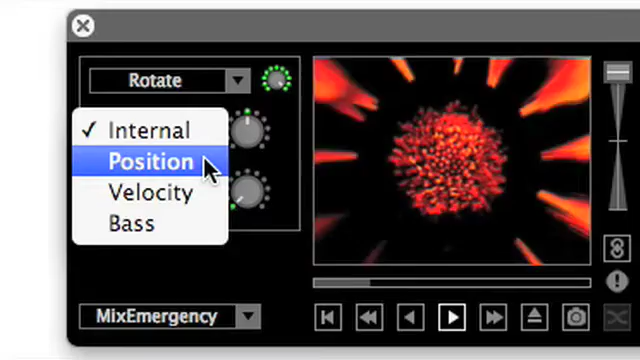 Rotate
✓ Internal
Position
Velocity
Bass
MixEmergency